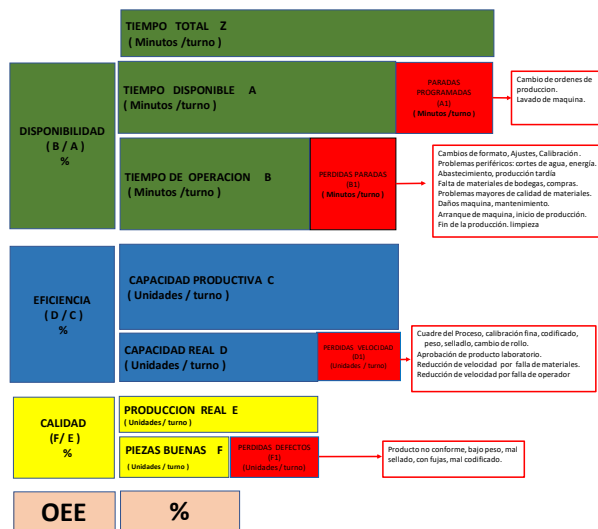 TIEMPO TOTAL Z
( Minutos /turno )
DISPONIBILIDAD
( B / A )
%
TIEMPO DISPONIBLE A
( Minutos /turno )
PARADAS
PROGRAMADAS
(A1)
( Minutos /turno )
Cambio de ordenes de
produccion.
Lavado de maquina.
TIEMPO DE OPERACION B
( Minutos /turno )
PERDIDAS PARADAS
(B1)
( Minutos /turno )
Cambios de formato, Ajustes, Calibración.
Problemas periféricos: cortes de agua, energía.
Abastecimiento, producción tardía
Falta de materiales de bodegas, compras.
Problemas mayores de calidad de materiales.
Daños maquina, mantenimiento.
Arranque de maquina, inicio de producción.
Fin de la producción. limpieza
EFICIENCIA
( D / C )
%
CAPACIDAD PRODUCTIVA C
( Unidades / turno )
CAPACIDAD REAL D
( Unidades / turno )
PERDIDAS VELOCIDAD
(D1)
(Unidades / turno)
Cuadre del Proceso, calibración fina, codificado,
peso, selladlo, cambio de rollo.
Aprobación de producto laboratorio.
Reducción de velocidad por falla de materiales.
Reducción de velocidad por falla de operador
CALIDAD
(F/ E )
%
PRODUCCION REAL E
( Unidades / turno )
PIEZAS BUENAS F
( Unidades / turno )
PERDIDAS DEFECTOS
(F1)
(Unidades / turno)
Producto no conforme, bajo peso, mal
sellado, con fujas, mal codificado.
OEE
%